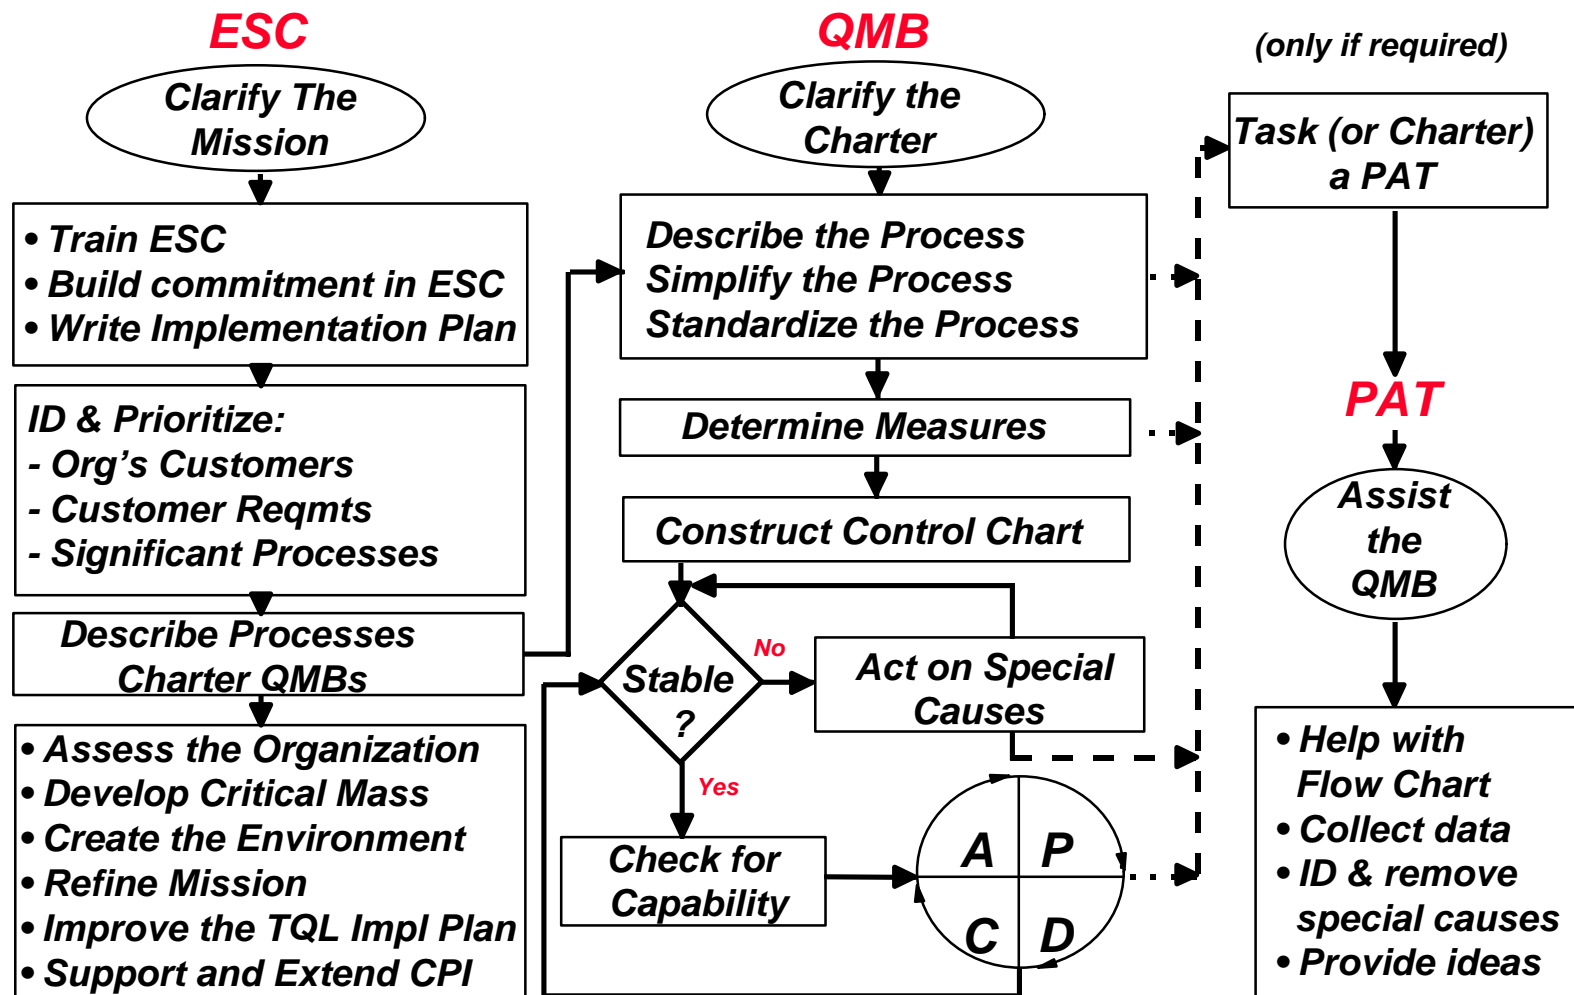 ESC
Clarify The
Mission
• Train ESC
• Build commitment in ESC
• Write Implementation Plan
ID & Prioritize:
- Org’s Customers
- Customer Reqmts
- Significant Processes
Describe Processes
Charter QMBs
• Assess the Organization
• Develop Critical Mass
• Create the Environment
• Refine Mission
• Improve the TQL Impl Plan
• Support and Extend CPI
QMB
Clarify the
Charter
Describe the Process
Simplify the Process
Standardize the Process
Determine Measures
Construct Control Chart
Stable
?
No
Act on Special
Causes
Yes
Check for
Capability
A P
C D
(only if required)
Task (or Charter)
a PAT
PAT
Assist
the
QMB
• Help with
Flow Chart
• Collect data
• ID & remove
special causes
• Provide ideas